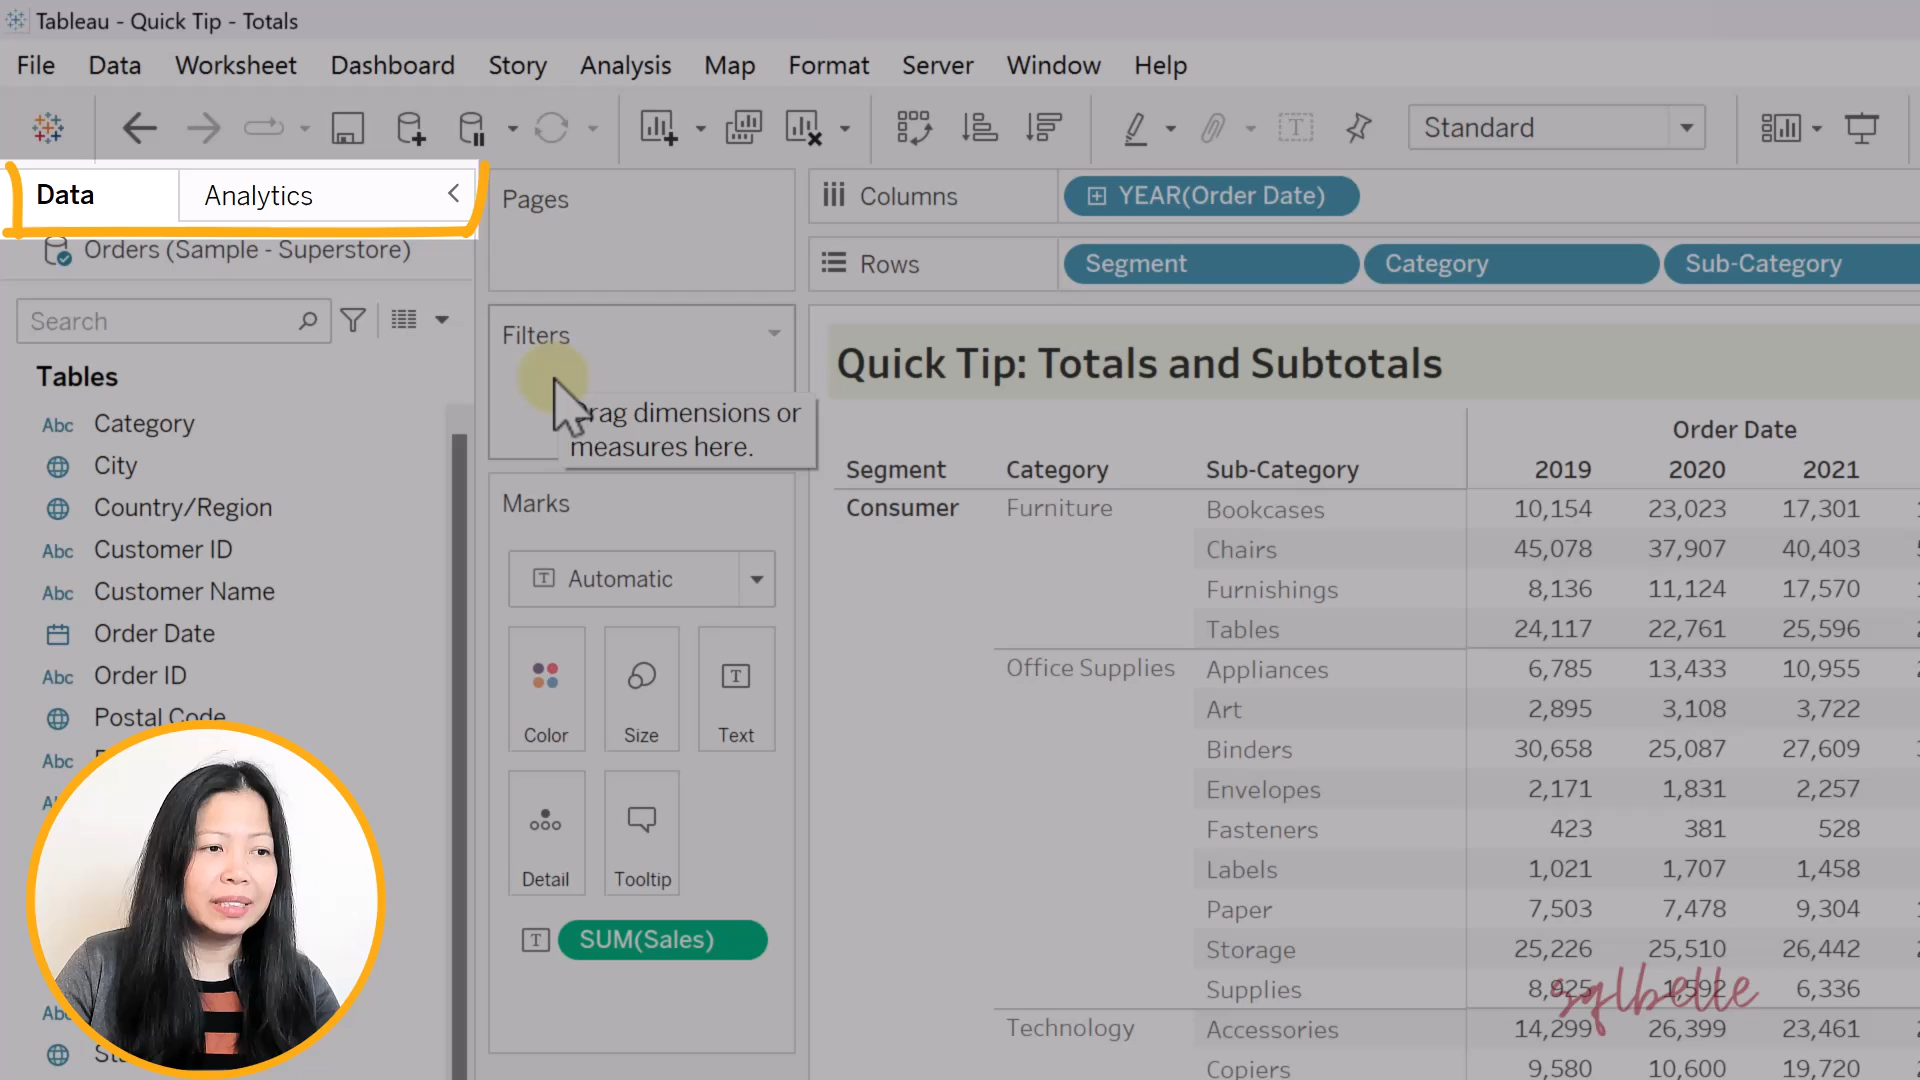 Tableau - Quick Tip - Totals
File Data Worksheet Dashboard Story Analysis Map Format Server Window Help
Standard
Data Analytics
Orders (Sample - Superstore)
Search
Tables
Abc Category
City
Country/Region
Abc Customer ID
Abc Customer Name
Order Date
Abc Order ID
Postal Code
Abc
Abc
Pages
Filters
rag dimensions or
measures here.
Marks
Automatic
Color Size Text
Detail Tooltip
SUM(Sales)
Columns YEAR(Order Date)
Rows Segment Category Sub-Category
Quick Tip: Totals and Subtotals
Order Date
Segment Category Sub-Category 2019 2020 2021
Consumer Furniture Bookcases 10,154 23,023 17,301
Chairs 45,078 37,907 40,403
Furnishings 8,136 11,124 17,570
Tables 24,117 22,761 25,596
Office Supplies Appliances 6,785 13,433 10,955
Art 2,895 3,108 3,722
Binders 30,658 25,087 27,609
Envelopes 2,171 1,831 2,257
Fasteners 423 381 528
Labels 1,021 1,707 1,458
Paper 7,503 7,478 9,304
Storage 25,226 25,510 26,442
Supplies 1,592 6,336
sqlbelle
Technology Accessories 14,299 26,399 23,461
Copiers 9,580 10,600 19,720